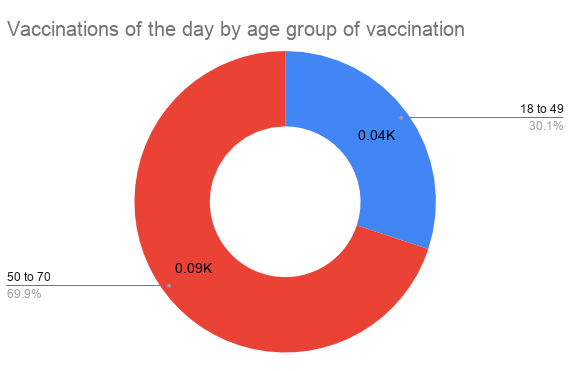 Vaccinations of the day by age group of vaccination
18 to 49
30.1%
0.04K
0.09K
50 to 70
69.9%